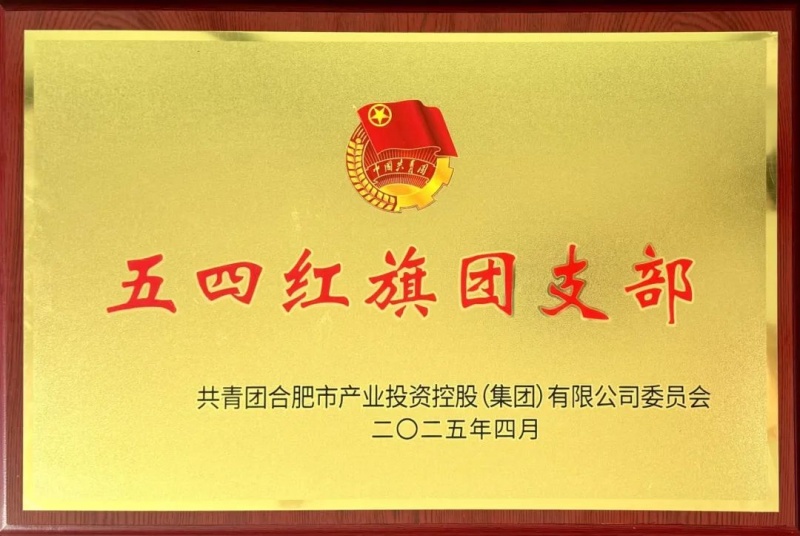 中国共青团
五四红旗团支部
共青团合肥市产业投资控股(集团)有限公司委员会
二〇二五年四月